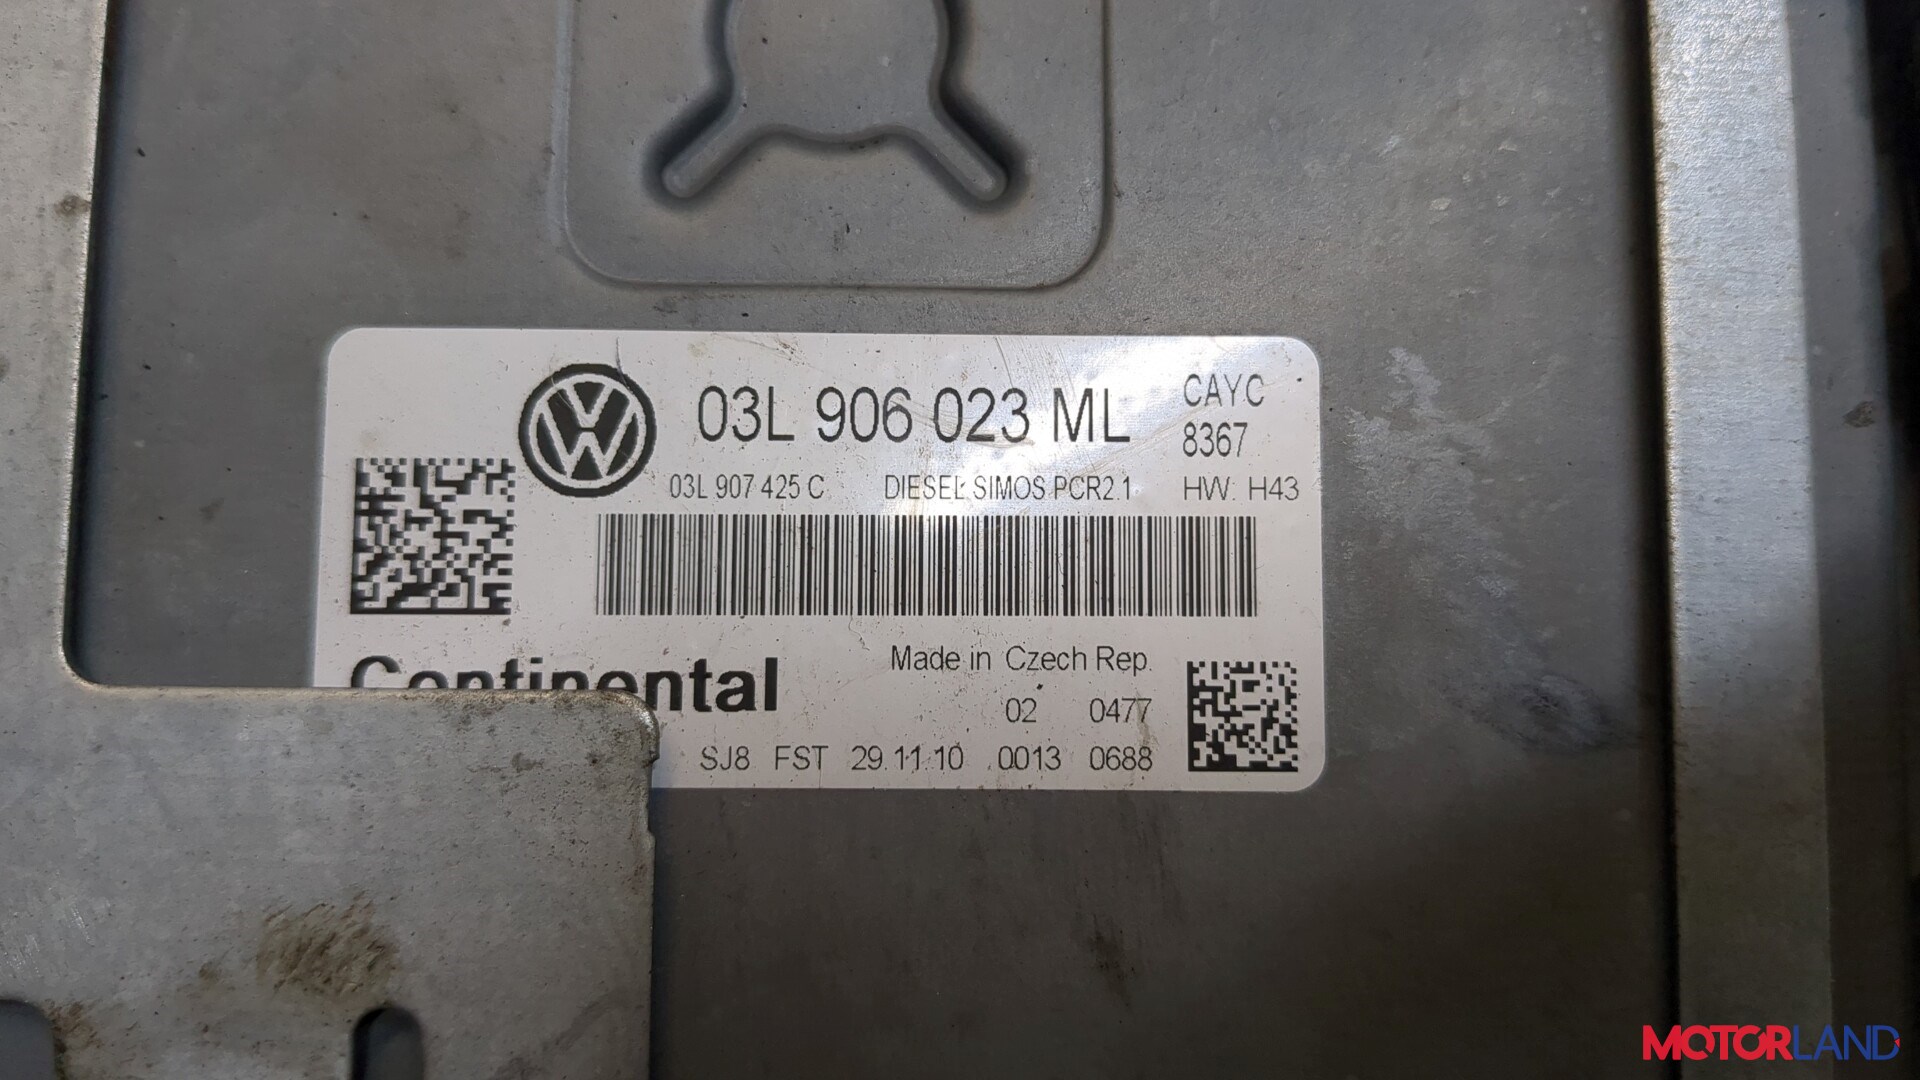 03L 906 023 ML
CAYC
8367
03L 907 425 C DIESEL SIMOS PCR2.1 HW: H43
Continental
Made in Czech Rep.
02 0477
SJ8 FST 29.11.10 0013 0688
MOTORLAND